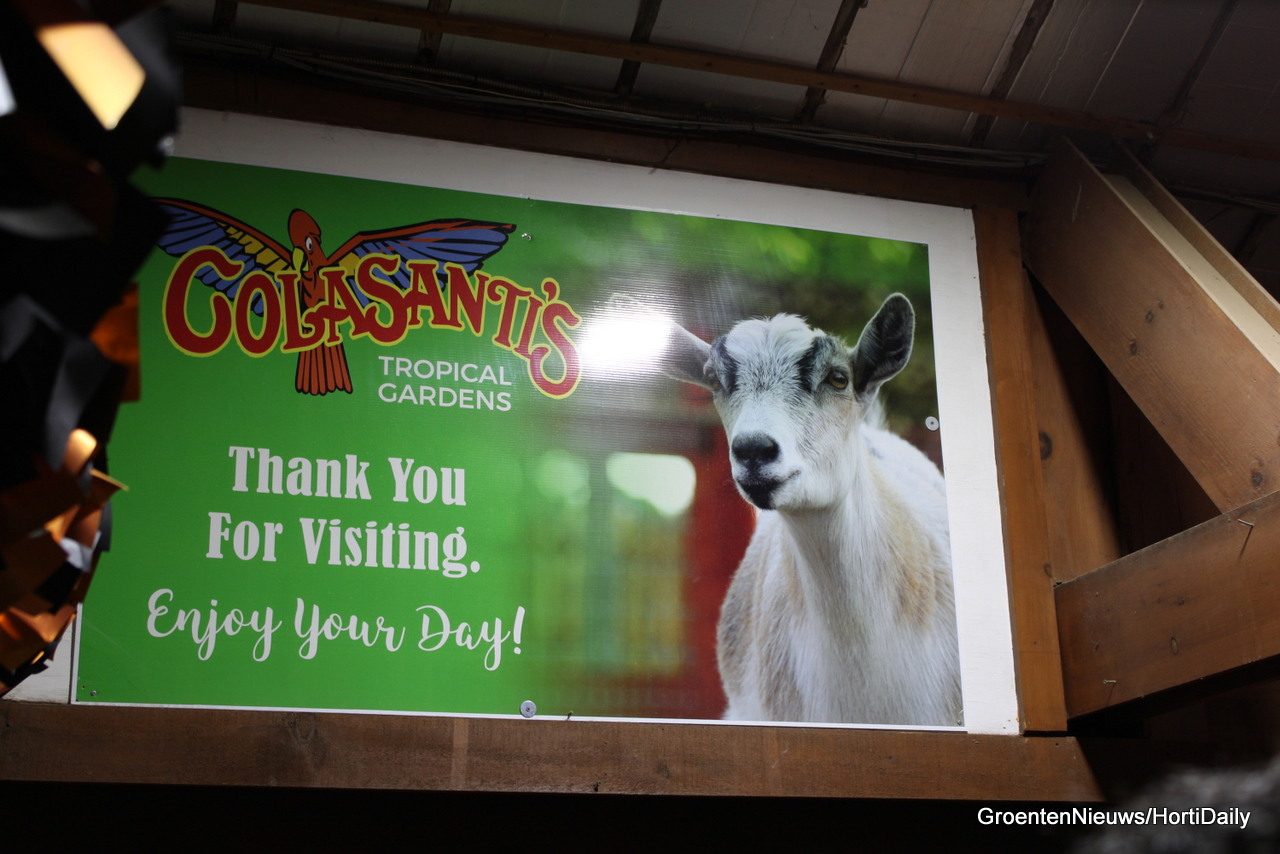 COLASANTI'S
TROPICAL
GARDENS
Thank You
For Visiting.
Enjoy Your Day!
GroentenNieuws/HortiDaily